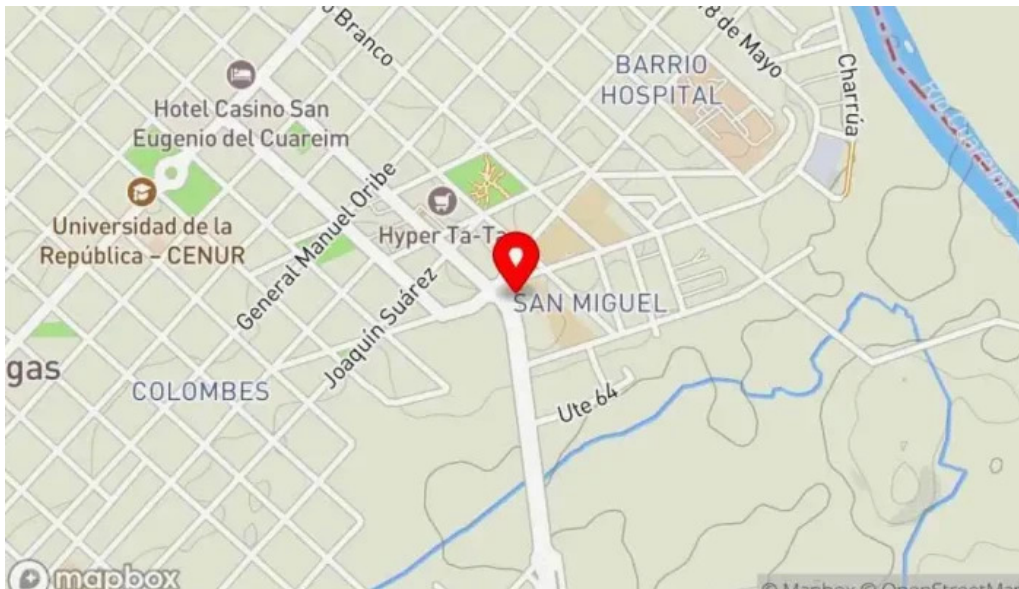 Branco
18 de Mayo
Charrúa
BARRIO
HOSPITAL
Hotel Casino San
Eugenio del Cuareim
General Manuel Oribe
Universidad de la
República – CENUR
Hyper Ta-Ta
Joaquín Suárez
SAN MIGUEL
gas
COLOMBES
Ute 64
mapbox
© Mapbox © OpenStreetMap